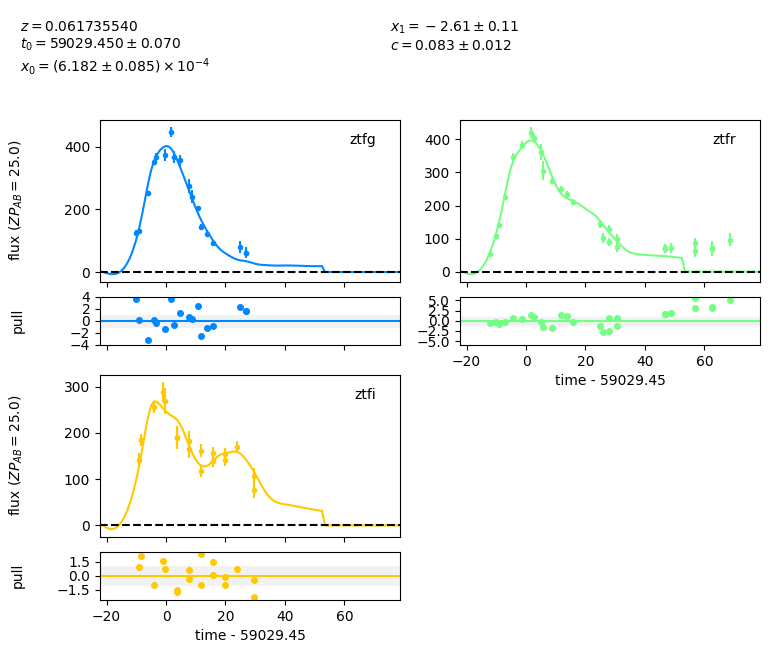 z = 0.061735540
t₀ = 59029.450 ± 0.070
x₀ = (6.182 ± 0.085) × 10⁻⁴
x₁ = −2.61 ± 0.11
c = 0.083 ± 0.012
ztfg
flux (ZP_AB = 25.0)
400
200
0
pull
4
2
0
−2
−4
ztfr
400
300
200
100
0
5.0
2.5
0.0
−2.5
−5.0
−20 0 20 40 60
time - 59029.45
ztfi
flux (ZP_AB = 25.0)
300
200
100
0
pull
1.5
0.0
−1.5
−20 0 20 40 60
time - 59029.45